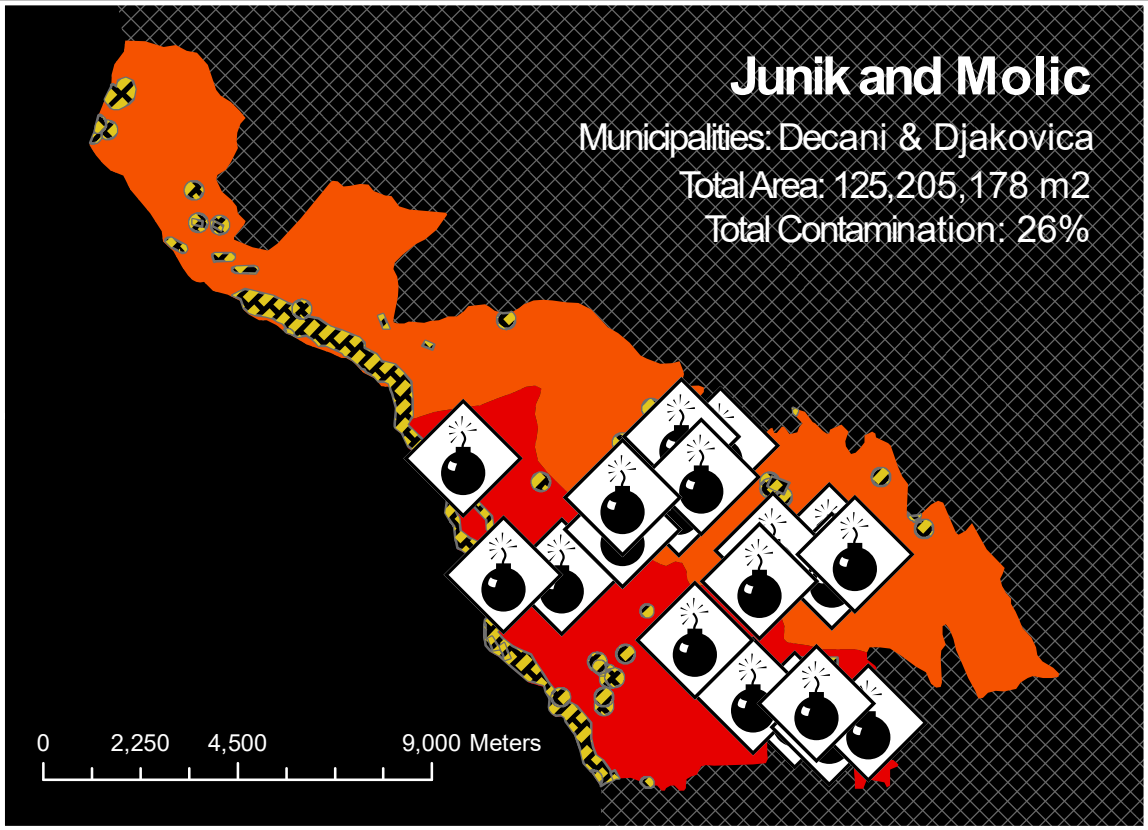 Junik and Molic
Municipalities: Decani & Djakovica
Total Area: 125,205,178 m2
Total Contamination: 26%
0 2,250 4,500 9,000 Meters